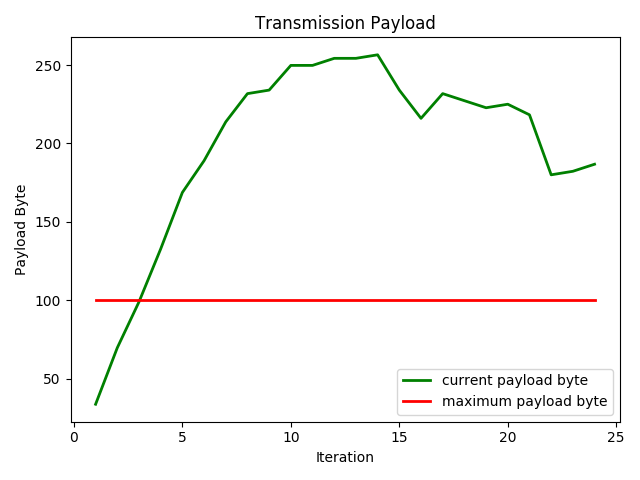 Transmission Payload
Payload Byte
250
200
150
100
50
0
5
10
15
20
25
Iteration
current payload byte
maximum payload byte